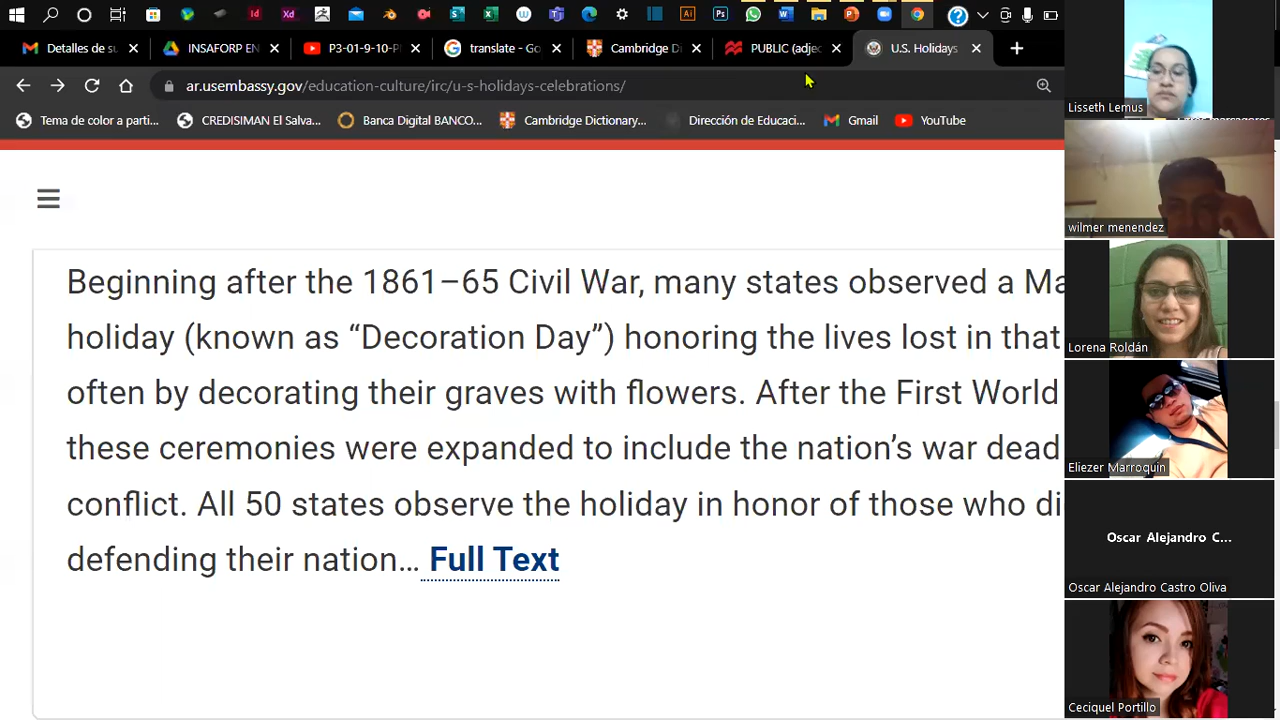 Detalles de su
INSAFORP EN
P3-01-9-10-P
translate - Go
Cambridge D
PUBLIC (adjec
U.S. Holidays
ar.usembassy.gov/education-culture/irc/u-s-holidays-celebrations/
Tema de color a parti...
CREDISIMAN El Salva...
Banca Digital BANCO...
Cambridge Dictionary...
Dirección de Educaci...
Gmail
YouTube
Beginning after the 1861–65 Civil War, many states observed a Ma
holiday (known as “Decoration Day”) honoring the lives lost in that
often by decorating their graves with flowers. After the First World
these ceremonies were expanded to include the nation’s war dead
conflict. All 50 states observe the holiday in honor of those who di
defending their nation… Full Text
Lisseth Lemus
wilmer menendez
Lorena Roldán
Eliezer Marroquin
Oscar Alejandro C...
Oscar Alejandro Castro Oliva
Ceciquel Portillo